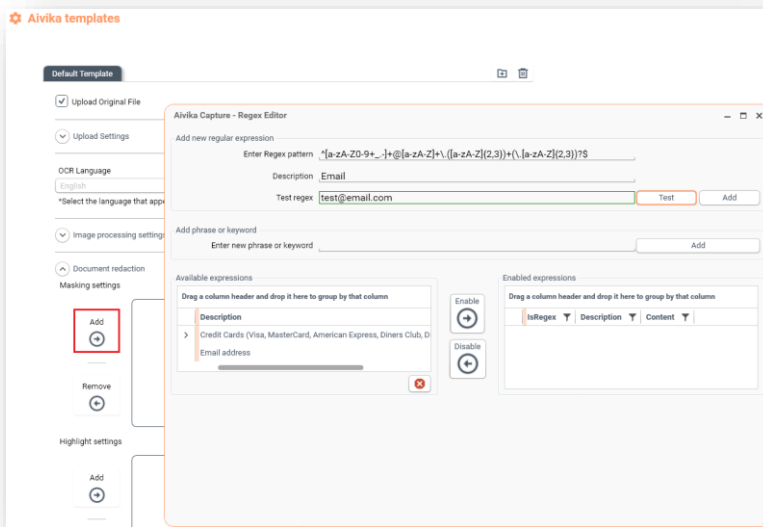 Aivika templates
Default Template
Upload Original File
Upload Settings
OCR Language
English
*Select the language that appe
Image processing settings
Document redaction
Masking settings
Add
Remove
Highlight settings
Add
Aivika Capture - Regex Editor
Add new regular expression
Enter Regex pattern ^[a-zA-Z0-9+_.-]+@[a-zA-Z]+\.([a-zA-Z]{2,3})+(\.[a-zA-Z]{2,3})?$
Description Email
Test regex test@email.com Test Add
Add phrase or keyword
Enter new phrase or keyword Add
Available expressions
Drag a column header and drop it here to group by that column
Description
Credit Cards (Visa, MasterCard, American Express, Diners Club, D
Email address
Enable
Disable
Enabled expressions
Drag a column header and drop it here to group by that column
IsRegex Description Content